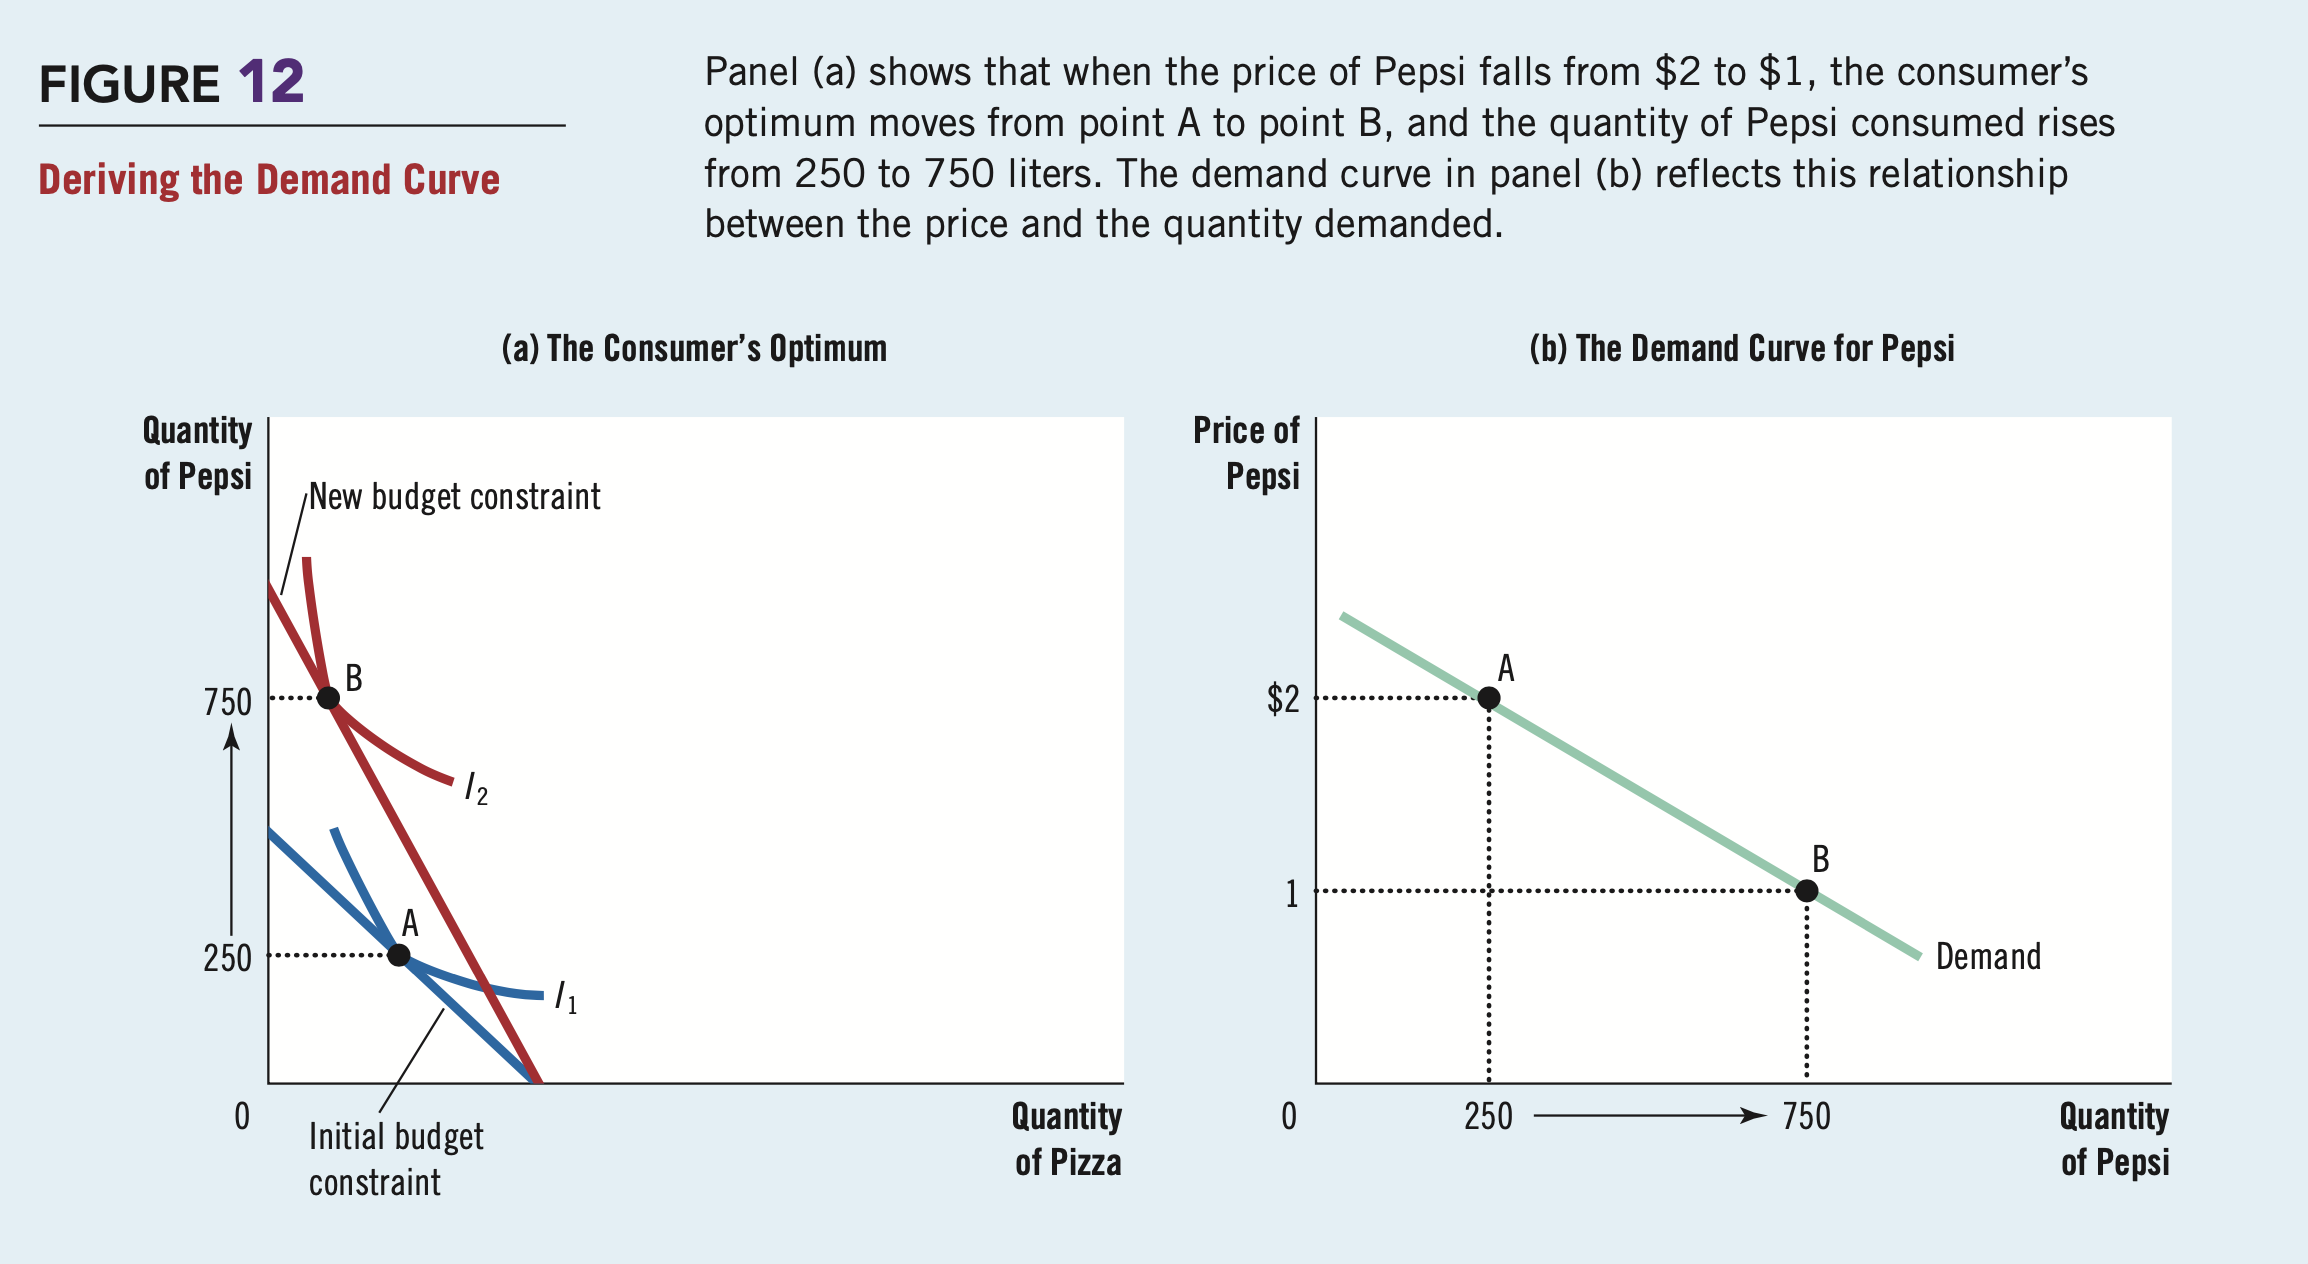 FIGURE 12
Deriving the Demand Curve
Panel (a) shows that when the price of Pepsi falls from $2 to $1, the consumer’s
optimum moves from point A to point B, and the quantity of Pepsi consumed rises
from 250 to 750 liters. The demand curve in panel (b) reflects this relationship
between the price and the quantity demanded.
(a) The Consumer’s Optimum
Quantity
of Pepsi
New budget constraint
B
750
I2
A
250
I1
0
Initial budget
constraint
Quantity
of Pizza
(b) The Demand Curve for Pepsi
Price of
Pepsi
A
$2
B
1
Demand
0
250
750
Quantity
of Pepsi